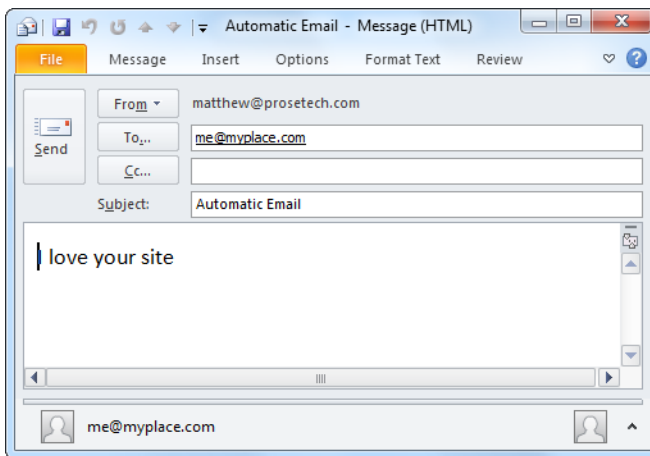 Automatic Email - Message (HTML)
File Message Insert Options Format Text Review
From matthew@prosetech.com
To... me@myplace.com
Send
Cc...
Subject: Automatic Email
I love your site
me@myplace.com